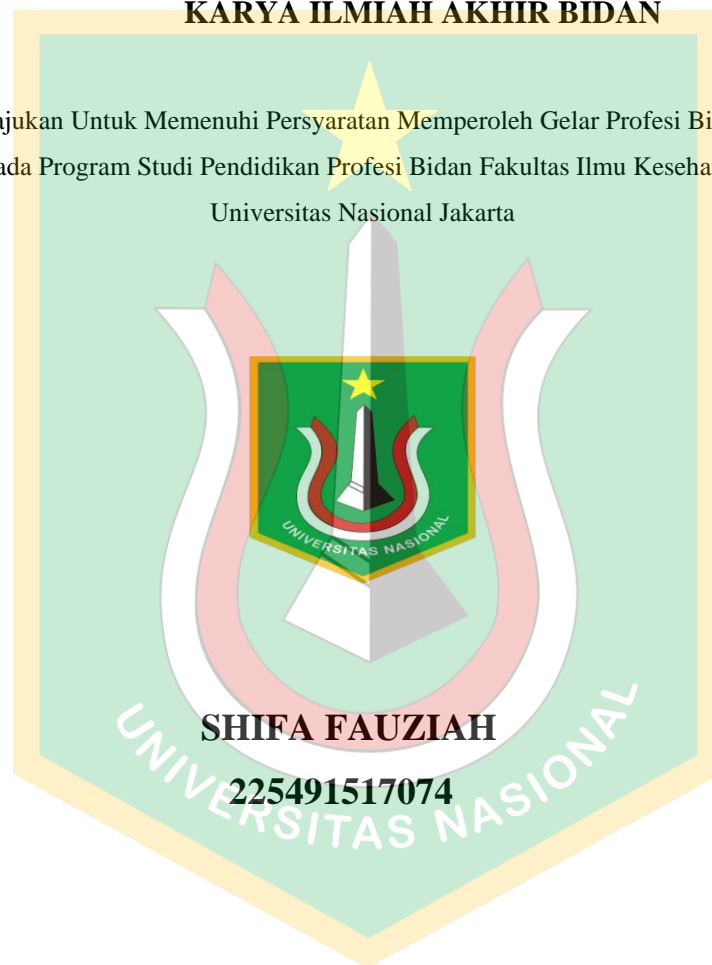 KARYA ILMIAH AKHIR BIDAN
ajukan Untuk Memenuhi Persyaratan Memperoleh Gelar Profesi Bi
ada Program Studi Pendidikan Profesi Bidan Fakultas Ilmu Keseha
Universitas Nasional Jakarta
UNIVERSITAS NASIONAL
SHIFA FAUZIAH
225491517074
UNIVERSITAS NASIONAL